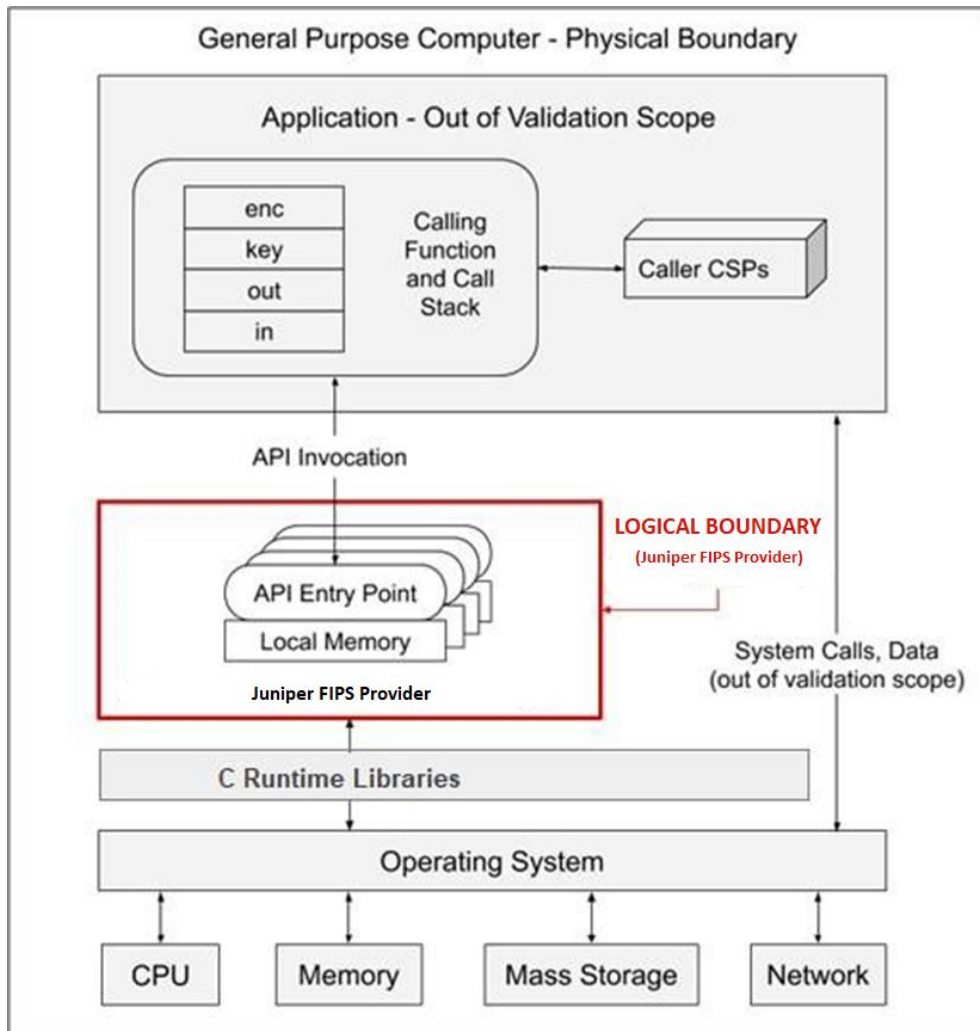 General Purpose Computer - Physical Boundary
Application - Out of Validation Scope
enc
key
out
in
Calling
Function
and Call
Stack
Caller CSPs
API Invocation
LOGICAL BOUNDARY
(Juniper FIPS Provider)
API Entry Point
Local Memory
Juniper FIPS Provider
System Calls, Data
(out of validation scope)
C Runtime Libraries
Operating System
CPU
Memory
Mass Storage
Network